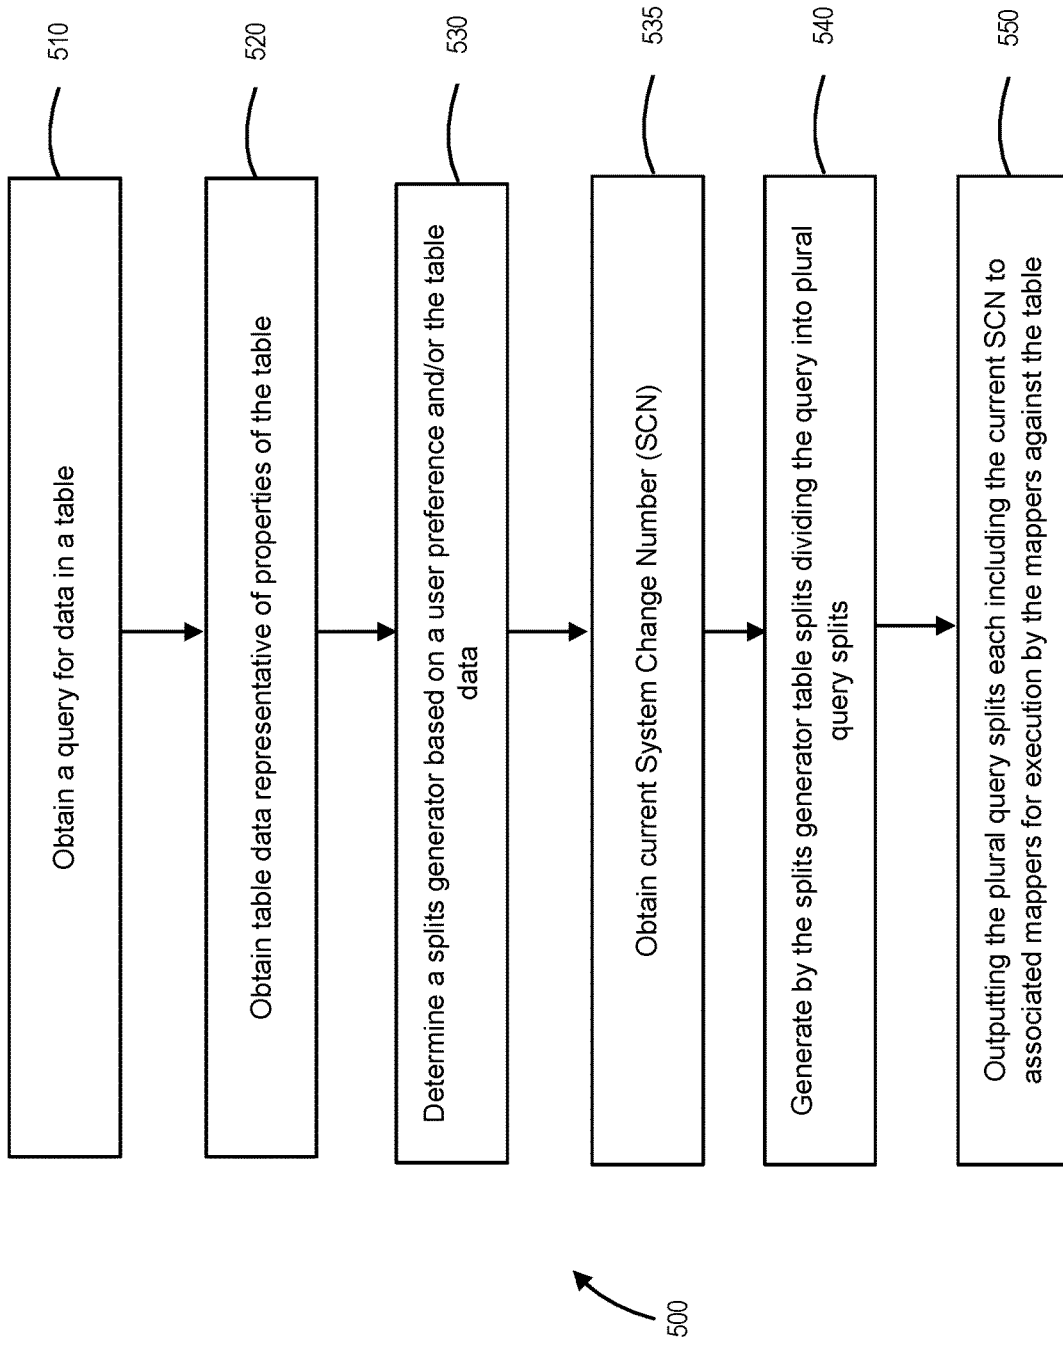 Obtain a query for data in a table
510
Obtain table data representative of properties of the table
520
Determine a splits generator based on a user preference and/or the table
data
530
Obtain current System Change Number (SCN)
535
Generate by the splits generator table splits dividing the query into plural
query splits
540
Outputting the plural query splits each including the current SCN to
associated mappers for execution by the mappers against the table
550
500